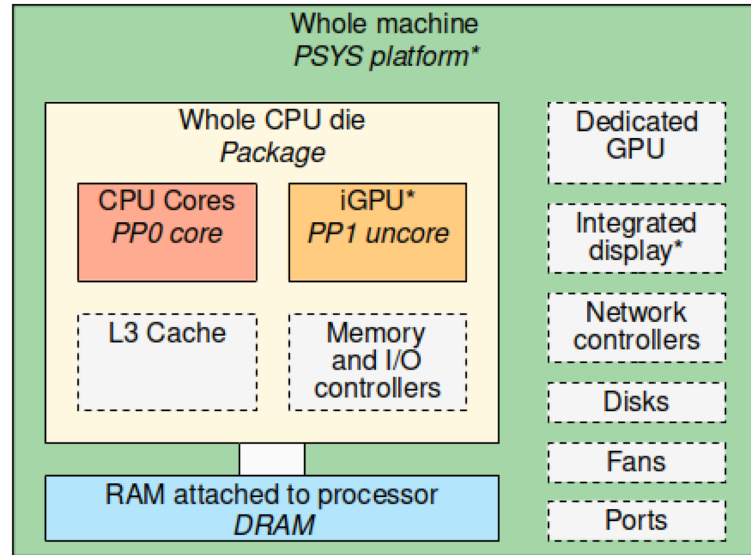 Whole machine
PSYS platform*
Whole CPU die
Package
CPU Cores
PP0 core
iGPU*
PP1 uncore
L3 Cache
Memory
and I/O
controllers
RAM attached to processor
DRAM
Dedicated
GPU
Integrated
display*
Network
controllers
Disks
Fans
Ports